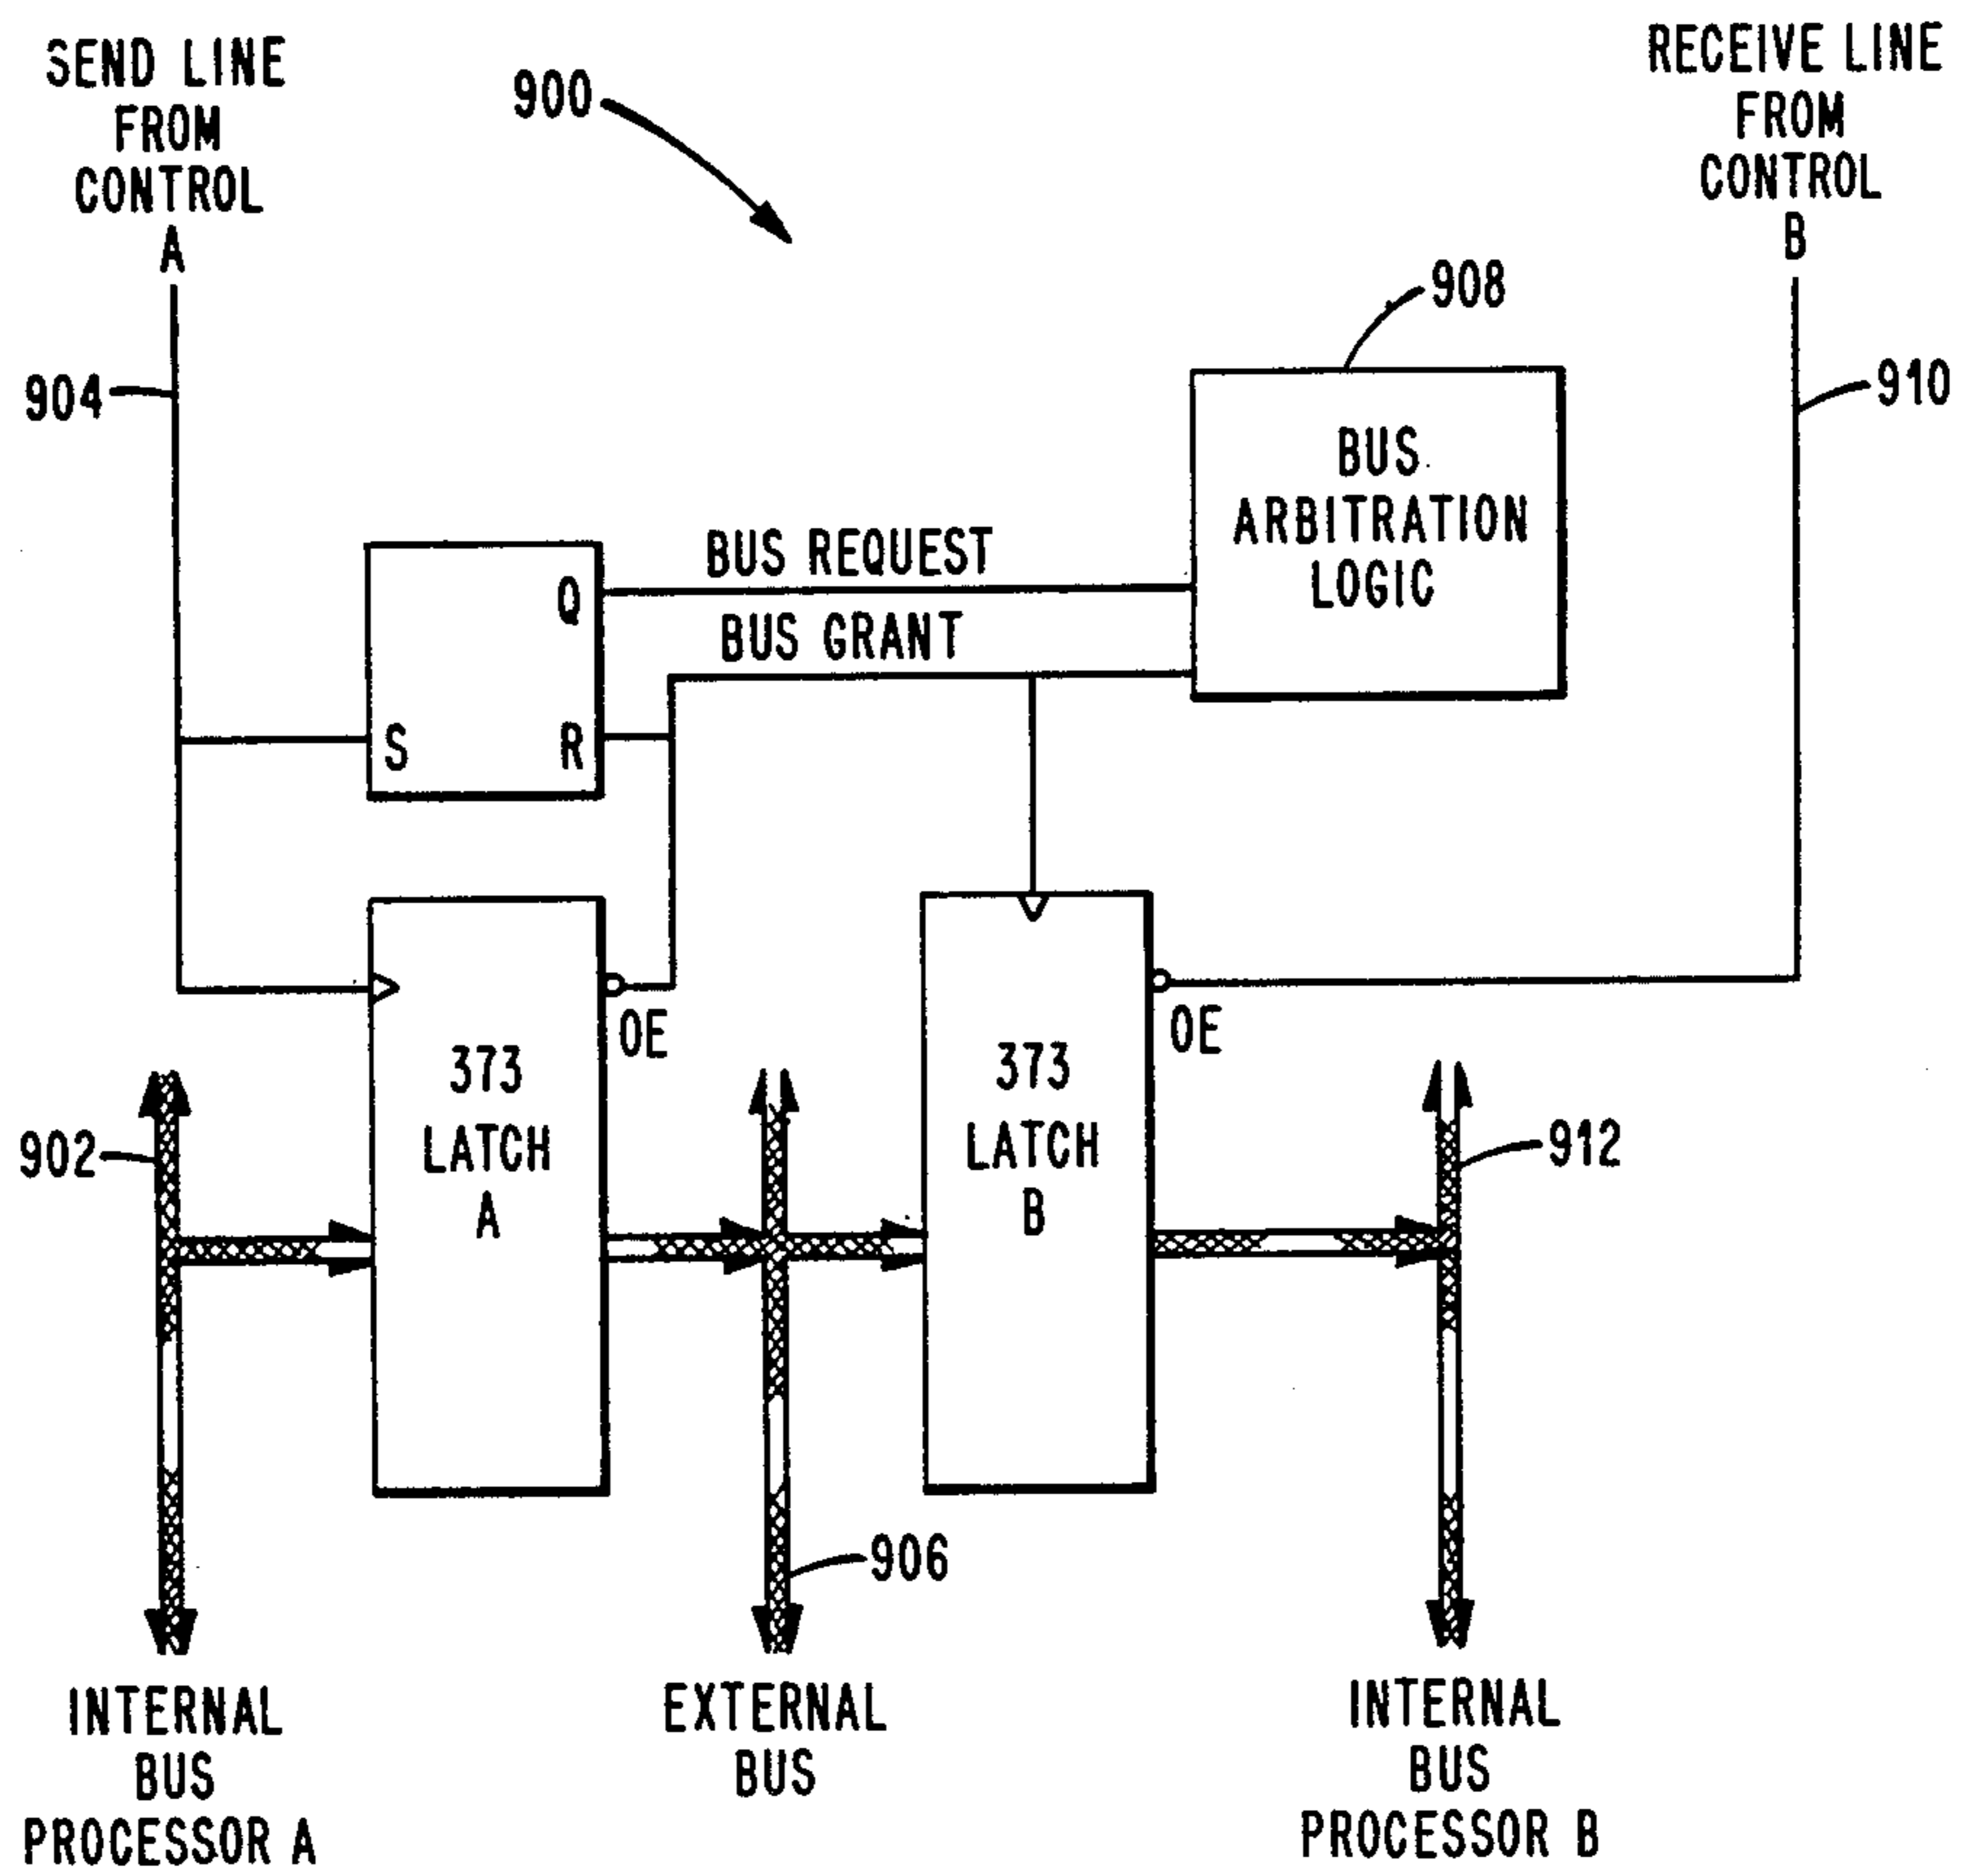 SEND LINE
FROM
CONTROL
A
900
RECEIVE LINE
FROM
CONTROL
B
908
904
910
BUS
ARBITRATION
LOGIC
BUS REQUEST
BUS GRANT
Q
S
R
OE
OE
373
LATCH
A
373
LATCH
B
902
912
906
INTERNAL
BUS
PROCESSOR A
EXTERNAL
BUS
INTERNAL
BUS
PROCESSOR B